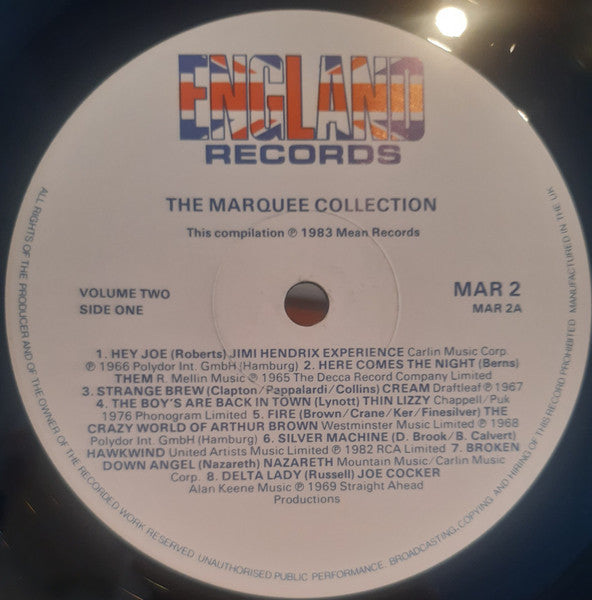 ENGLAND
RECORDS
THE MARQUEE COLLECTION
This compilation ℗ 1983 Mean Records
VOLUME TWO
SIDE ONE
MAR 2
MAR 2A
1. HEY JOE (Roberts) JIMI HENDRIX EXPERIENCE Carlin Music Corp.
℗ 1966 Polydor Int. GmbH (Hamburg) 2. HERE COMES THE NIGHT (Berns)
THEM R. Mellin Music ℗ 1965 The Decca Record Company Limited
3. STRANGE BREW (Clapton/Pappalardi/Collins) CREAM Draftleaf ℗ 1967
4. THE BOY'S ARE BACK IN TOWN (Lynott) THIN LIZZY Chappell/Puk
1976 Phonogram Limited 5. FIRE (Brown/Crane/Ker/Finesilver) THE
CRAZY WORLD OF ARTHUR BROWN Westminster Music Limited ℗ 1968
Polydor Int. GmbH (Hamburg) 6. SILVER MACHINE (D. Brook/B. Calvert)
HAWKWIND United Artists Music Limited ℗ 1982 RCA Limited 7. BROKEN
DOWN ANGEL (Nazareth) NAZARETH Mountain Music/Carlin Music
Corp. 8. DELTA LADY (Russell) JOE COCKER
Alan Keene Music ℗ 1969 Straight Ahead
Productions
ALL RIGHTS OF THE PRODUCER AND OF THE OWNER OF THE RECORDED WORK RESERVED. UNAUTHORISED PUBLIC PERFORMANCE. BROADCASTING, COPYING AND HIRING OF THIS RECORD PROHIBITED. MANUFACTURED IN THE UK